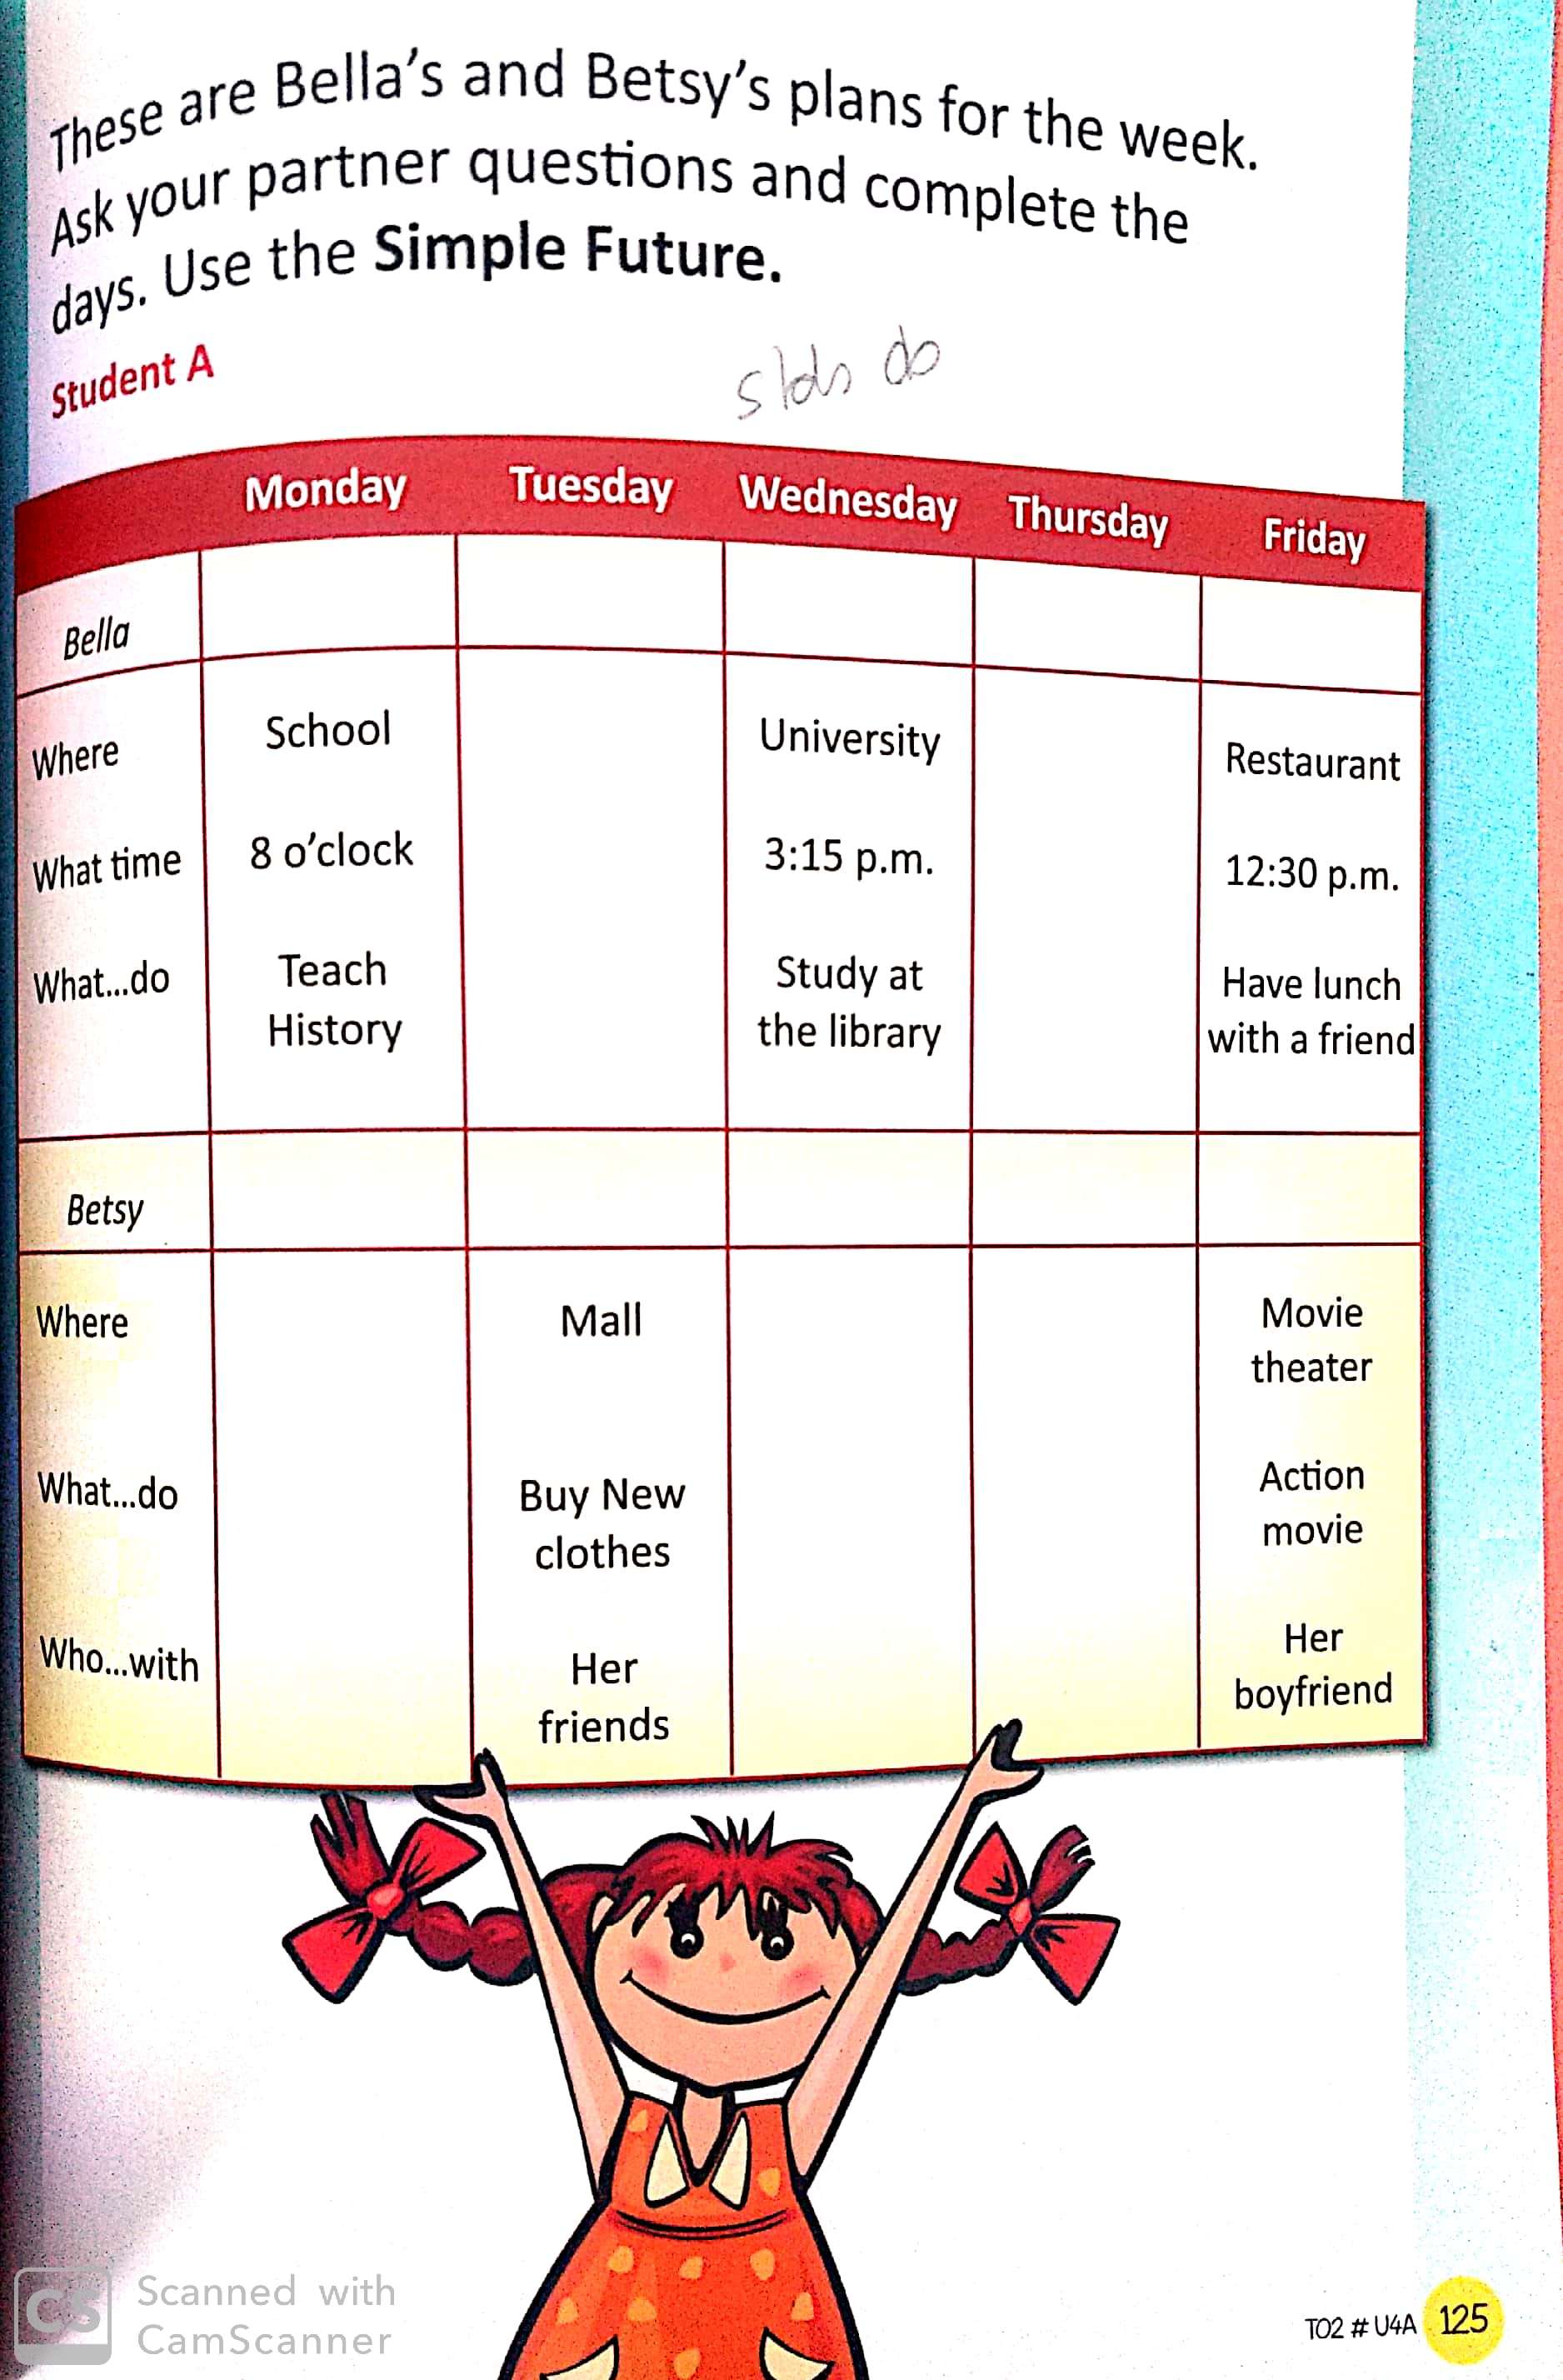 These are Bella's and Betsy's plans for the week.
Ask your partner questions and complete the
days. Use the Simple Future.
Student A
do
Monday Tuesday Wednesday Thursday Friday
Bella
Where School University Restaurant
What time 8 o'clock 3:15 p.m. 12:30 p.m.
What...do Teach Study at Have lunch
History the library with a friend
Betsy
Where Mall Movie
theater
What...do Buy New Action
clothes movie
Who...with Her Her
friends boyfriend
CS Scanned with
CamScanner
TO2 # U4A 125